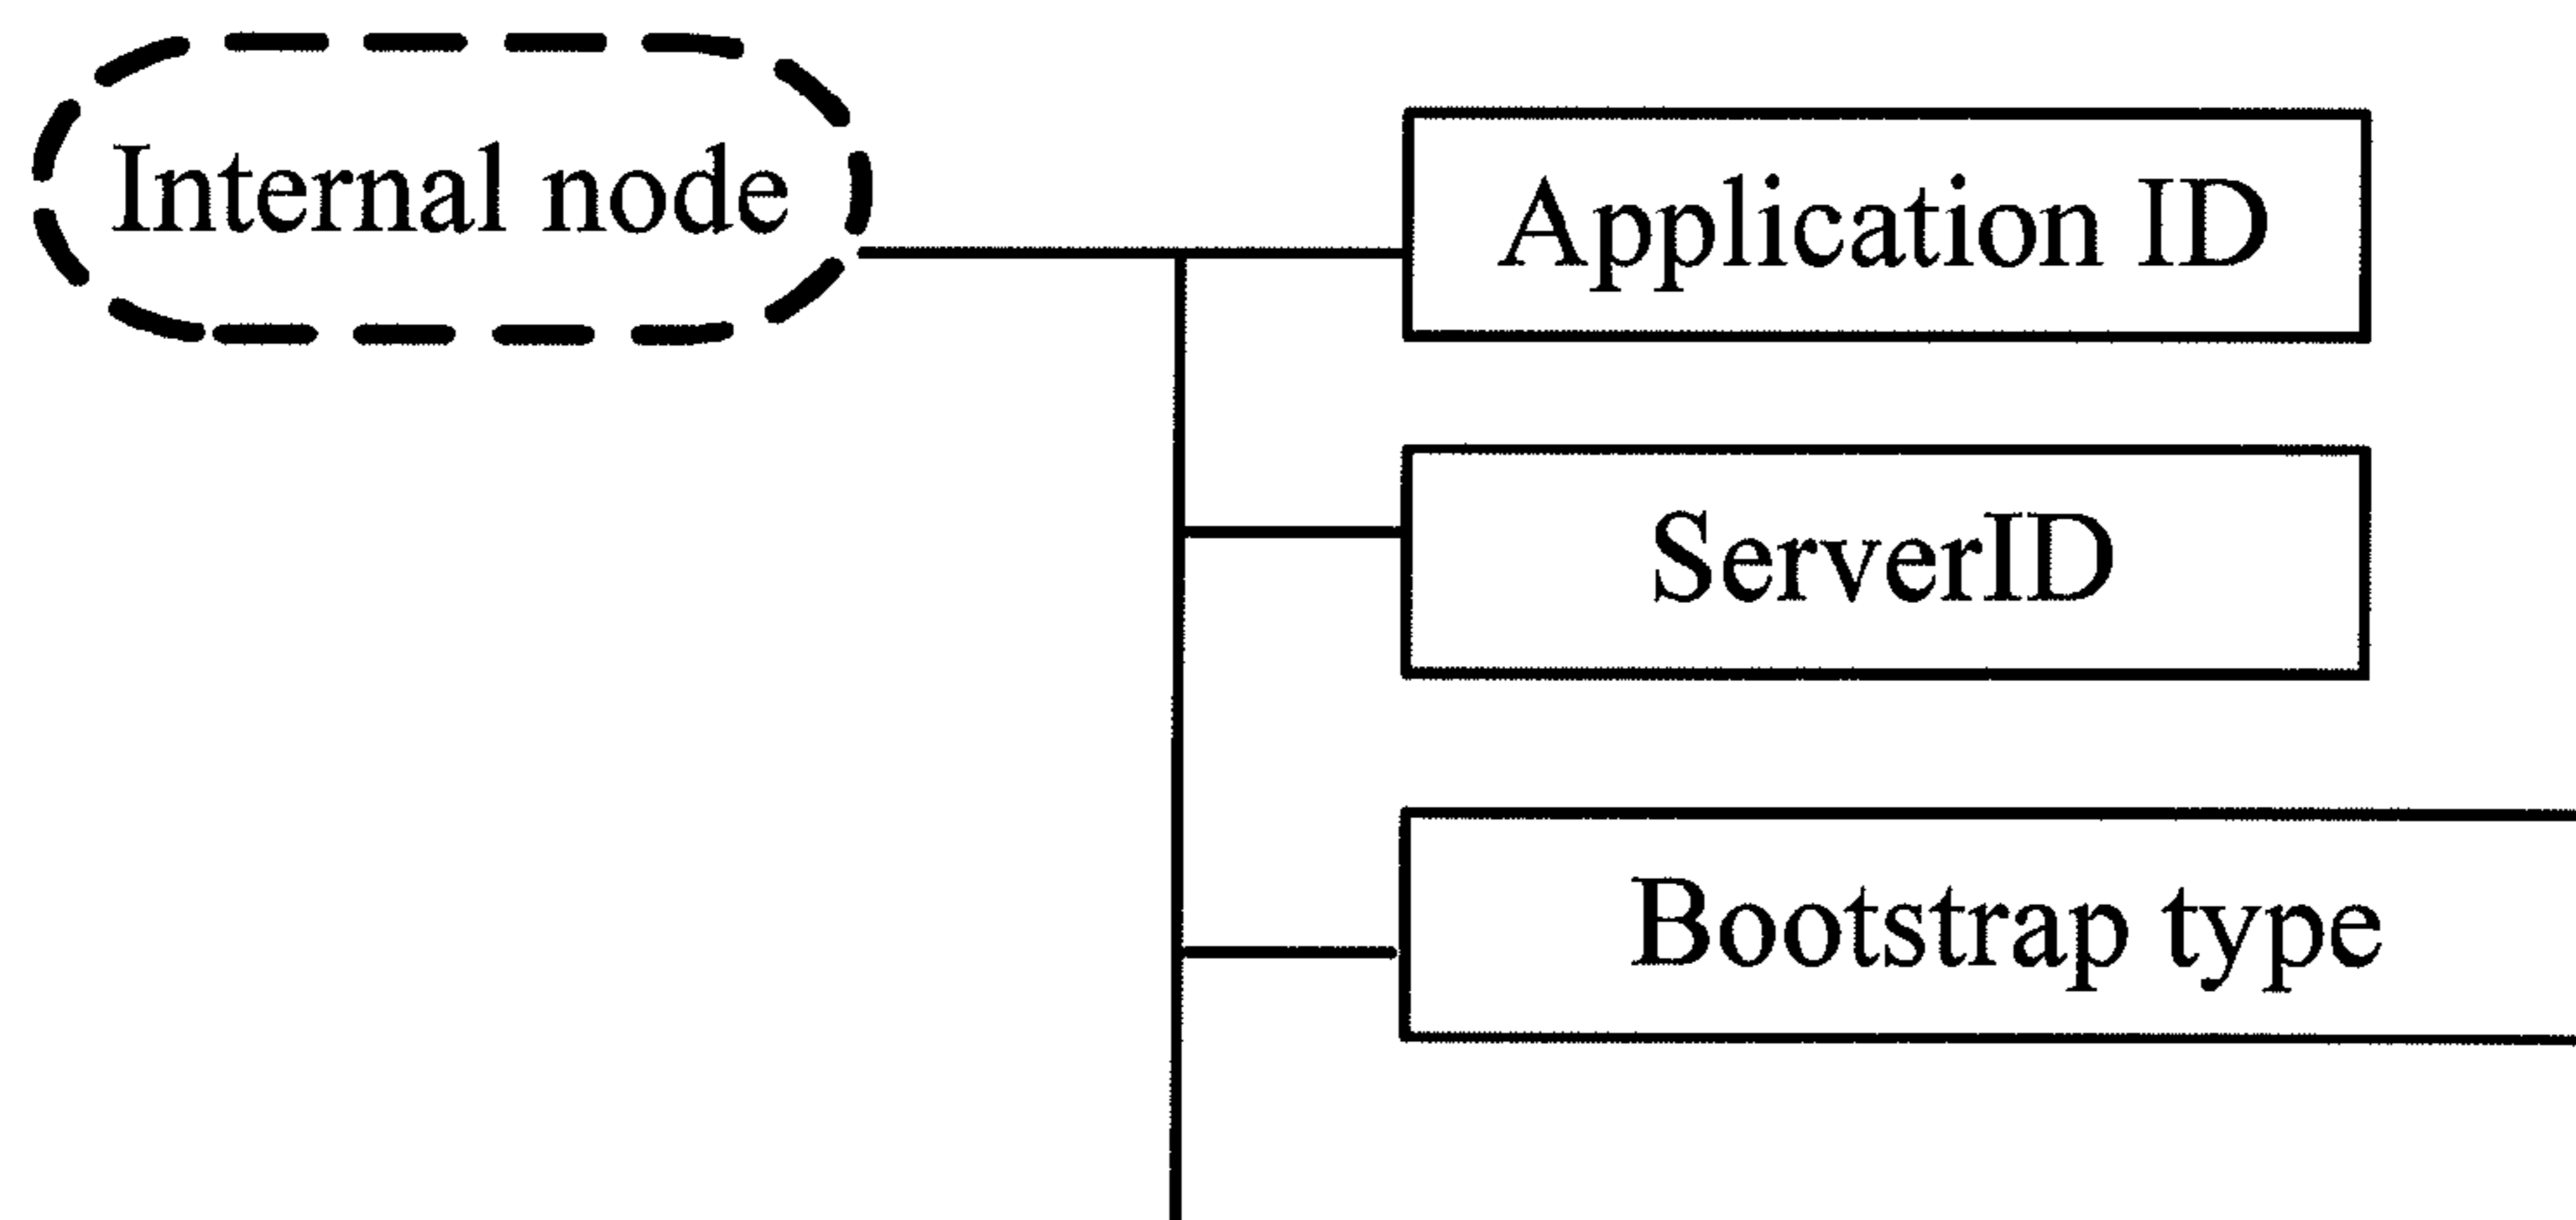 Internal node
Application ID
ServerID
Bootstrap type